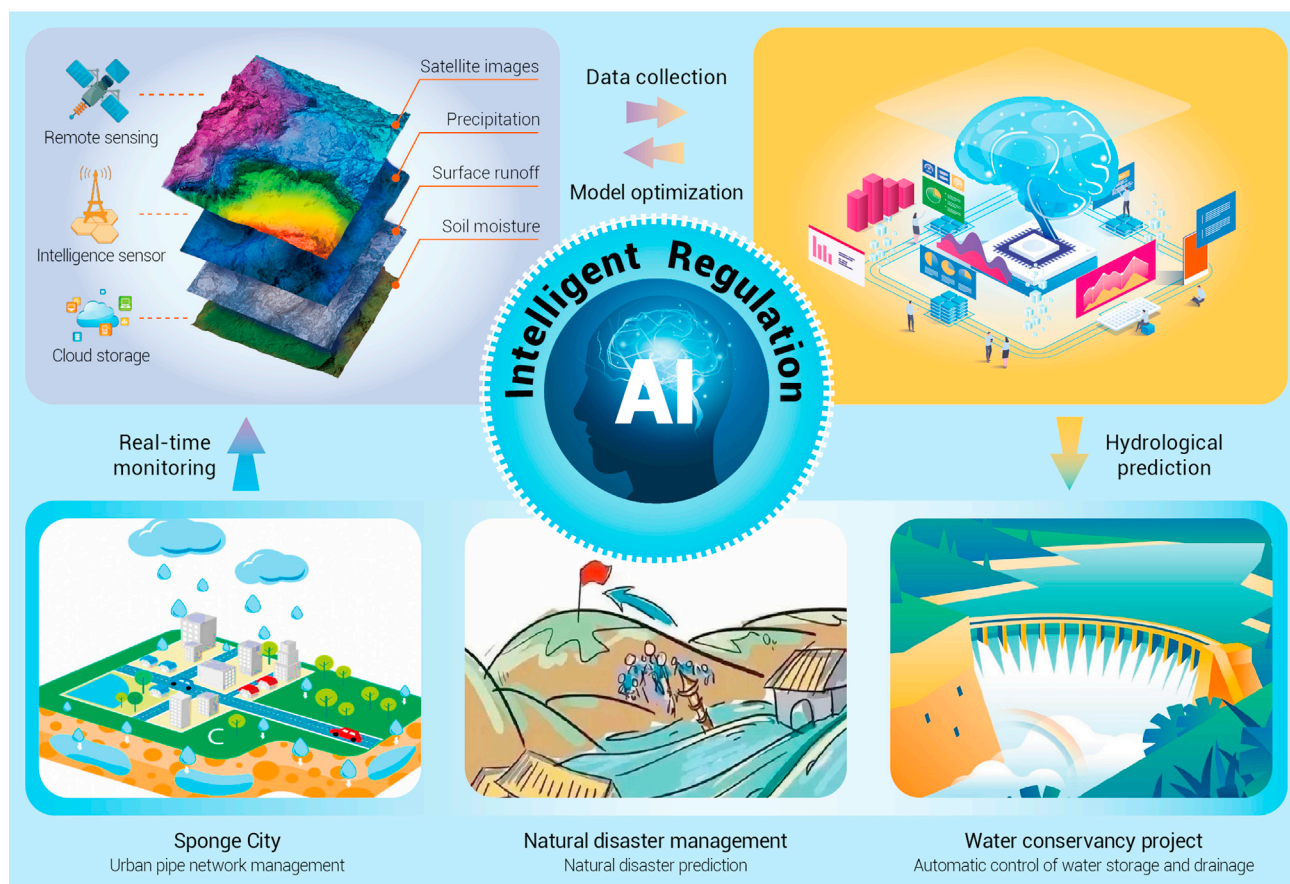 Remote sensing
Intelligence sensor
Cloud storage
Satellite images
Precipitation
Surface runoff
Soil moisture
Data collection
Model optimization
Intelligent Regulation
AI
Real-time
monitoring
Hydrological
prediction
Sponge City
Urban pipe network management
Natural disaster management
Natural disaster prediction
Water conservancy project
Automatic control of water storage and drainage